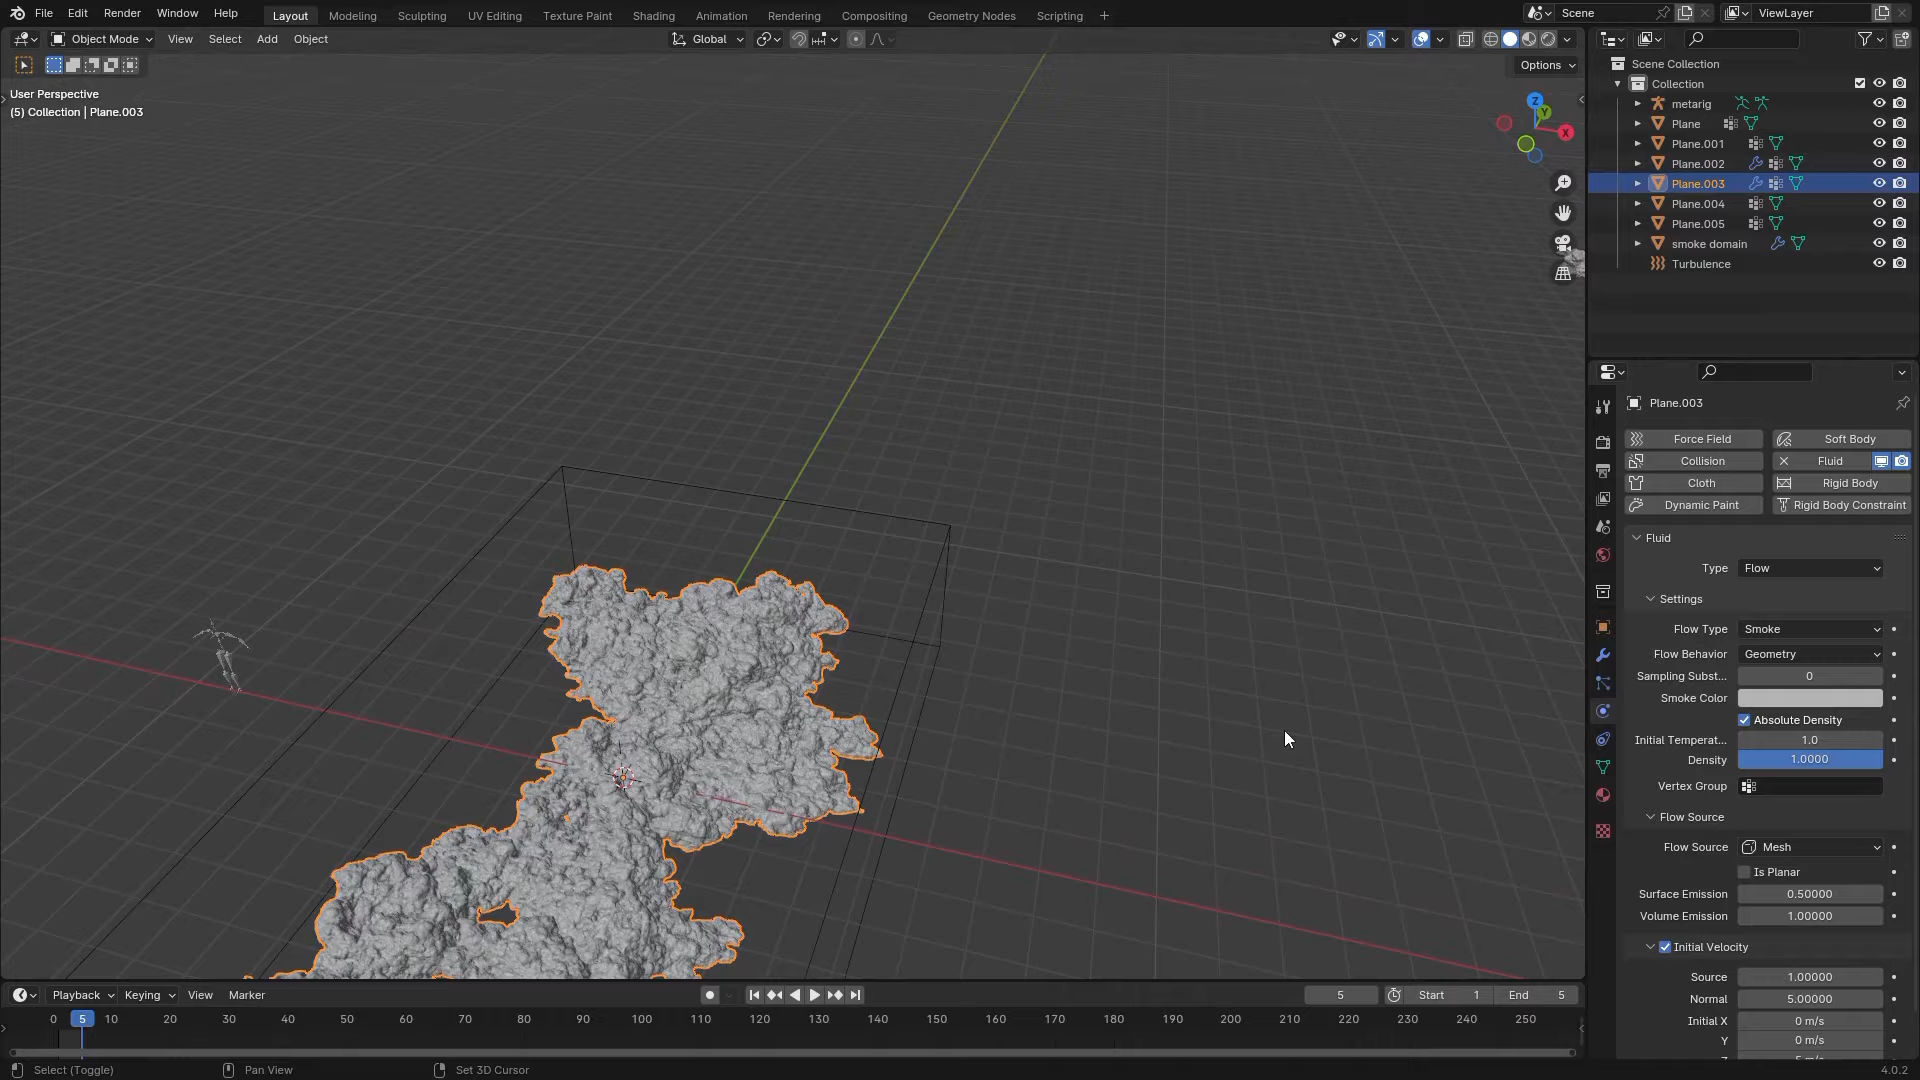 File Edit Render Window Help Layout Modeling Sculpting UV Editing Texture Paint Shading Animation Rendering Compositing Geometry Nodes Scripting + Scene ViewLayer
Object Mode View Select Add Object Global
Options
User Perspective
(5) Collection | Plane.003
Z
Y
X
Scene Collection
Collection
metarig
Plane
Plane.001
Plane.002
Plane.003
Plane.004
Plane.005
smoke domain
Turbulence
Plane.003
Force Field Soft Body
Collision Fluid
Cloth Rigid Body
Dynamic Paint Rigid Body Constraint
Fluid
Type Flow
Settings
Flow Type Smoke
Flow Behavior Geometry
Sampling Subst... 0
Smoke Color
Absolute Density
Initial Temperat... 1.0
Density 1.0000
Vertex Group
Flow Source
Flow Source Mesh
Is Planar
Surface Emission 0.50000
Volume Emission 1.00000
Initial Velocity
Source 1.00000
Normal 5.00000
Initial X 0 m/s
Y 0 m/s
Playback Keying View Marker 5 Start 1 End 5
0 5 10 20 30 40 50 60 70 80 90 100 110 120 130 140 150 160 170 180 190 200 210 220 230 240 250
Select (Toggle) Pan View Set 3D Cursor 4.0.2